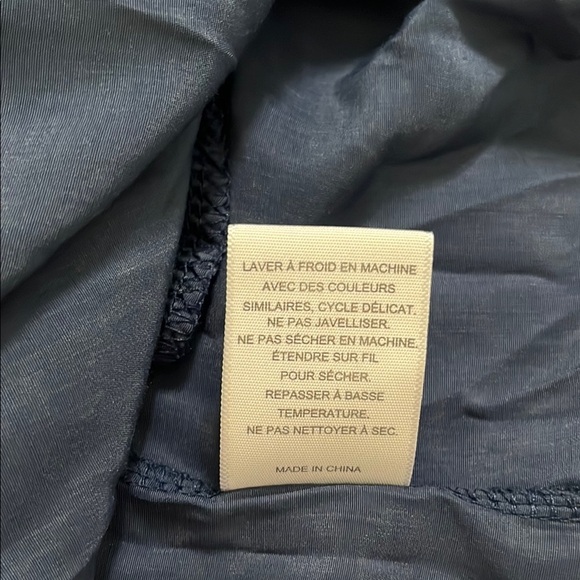 LAVER À FROID EN MACHINE
AVEC DES COULEURS
SIMILAIRES, CYCLE DÉLICAT.
NE PAS JAVELLISER.
NE PAS SÉCHER EN MACHINE.
ÉTENDRE SUR FIL
POUR SÉCHER.
REPASSER À BASSE
TEMPERATURE.
NE PAS NETTOYER À SEC.
MADE IN CHINA